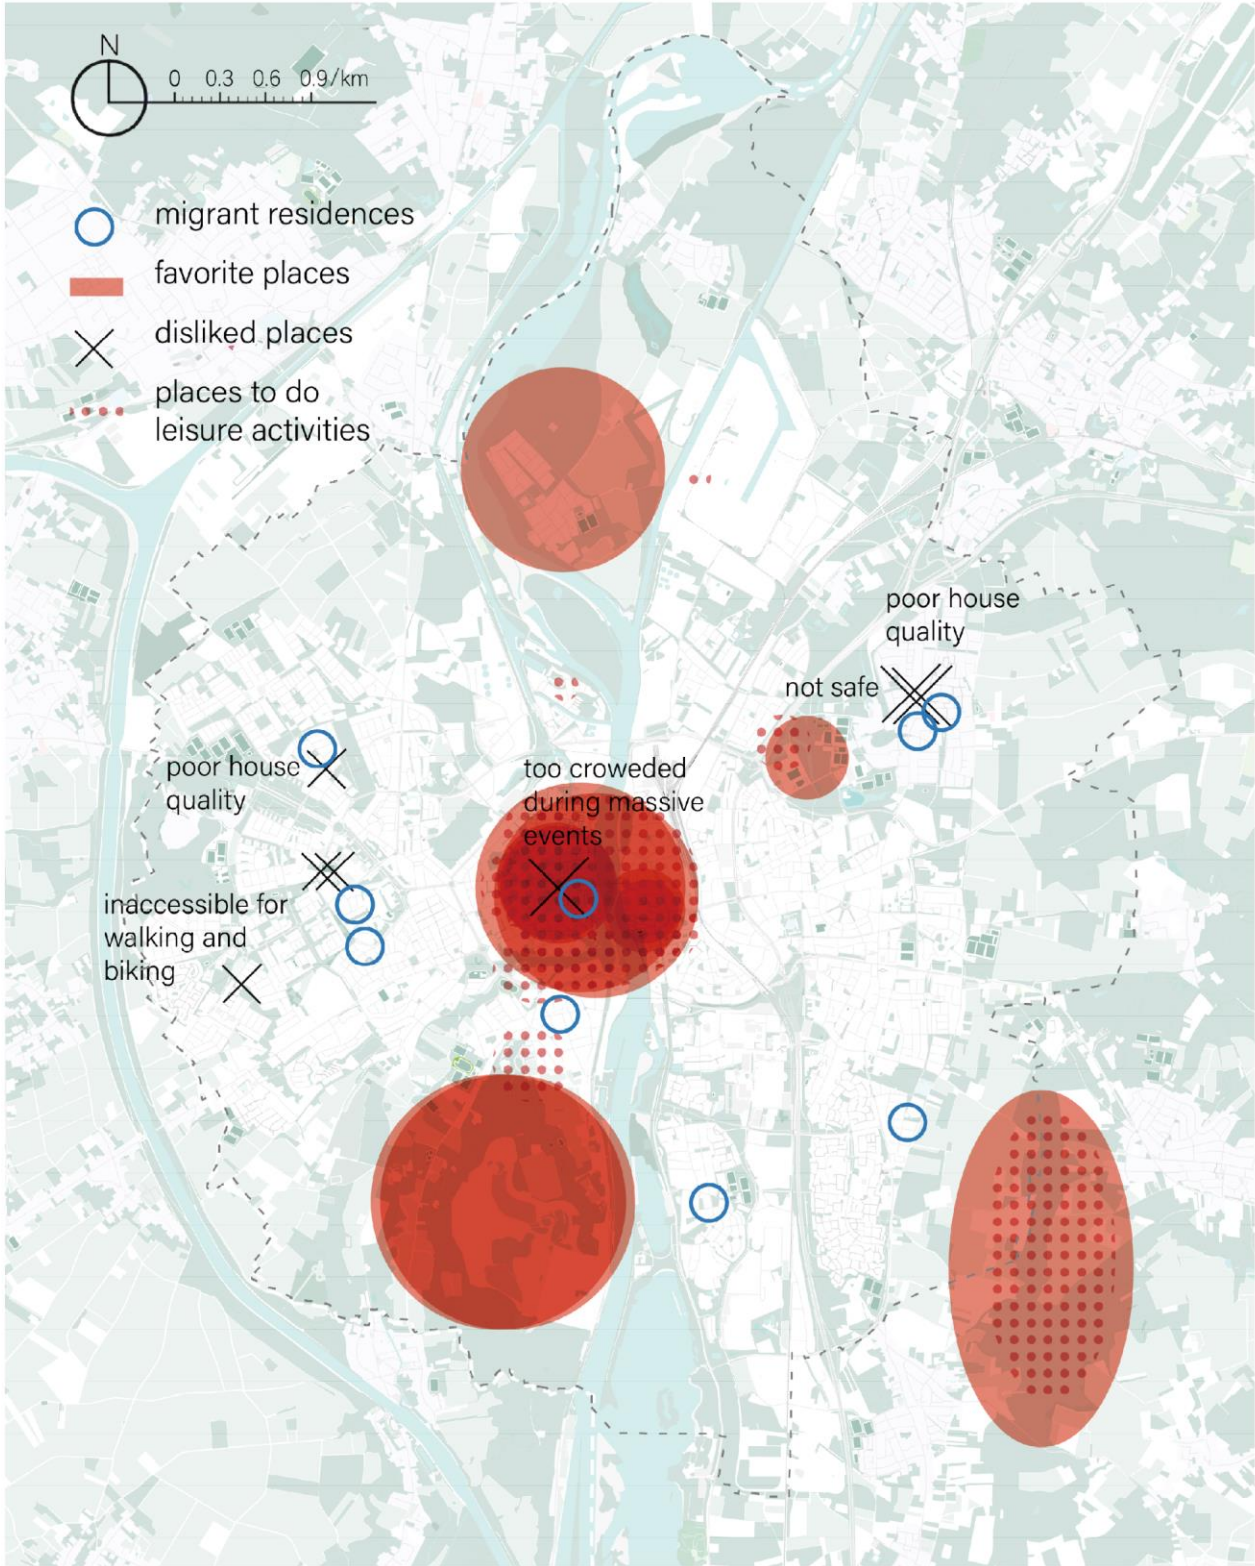 N
0 0.3 0.6 0.9/km
migrant residences
favorite places
disliked places
places to do
leisure activities
poor house
quality
not safe
poor house
quality
too croweded
during massive
events
inaccessible for
walking and
biking